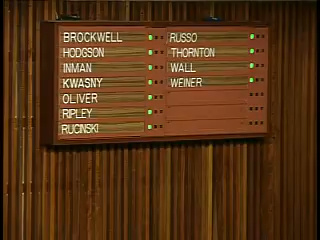 BROCKWELL
HODGSON
INMAN
KWASNY
OLIVER
RIPLEY
RUCINSKI
RUSSO
THORNTON
WALL
WEINER